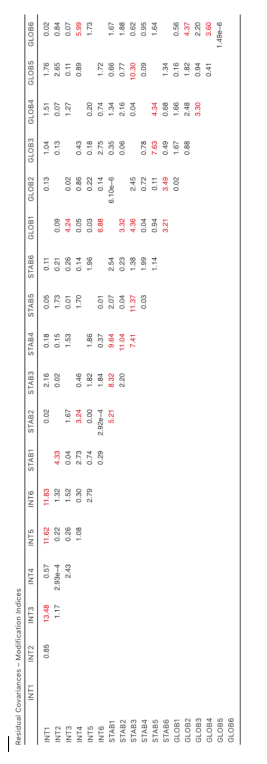 Residual Covariances – Modification Indices
INT1 INT2 INT3 INT4 INT5 INT6 STAB1 STAB2 STAB3 STAB4 STAB5 STAB6 GLOB1 GLOB2 GLOB3 GLOB4 GLOB5 GLOB6
INT1 0.85 13.48 0.57 11.62 11.83 0.02 2.16 0.18 0.05 0.11 0.13 1.04 1.51 1.76 0.02
INT2 1.17 2.93e−4 0.22 1.32 4.33 0.02 0.15 1.73 0.21 0.09 0.13 0.07 2.65 0.84
INT3 2.43 0.26 1.52 0.04 1.67 1.53 0.01 0.26 4.24 0.02 1.27 0.11 0.07
INT4 1.08 0.30 2.73 3.24 0.46 1.70 0.14 0.05 0.86 0.43 0.89 5.99
INT5 2.79 0.74 0.00 1.82 1.86 1.96 0.03 0.22 0.18 0.20 1.73
INT6 0.29 2.92e−4 1.84 0.37 0.01 6.88 0.14 2.75 0.74 1.72
STAB1 5.21 8.32 9.64 2.07 2.54 6.10e−6 0.35 1.34 0.66 1.67
STAB2 2.20 11.04 0.04 0.23 3.32 0.06 2.16 0.77 1.88
STAB3 7.41 11.37 1.38 4.36 2.45 0.04 10.30 0.62
STAB4 0.03 1.99 0.04 0.72 0.78 0.09 0.95
STAB5 1.14 0.94 0.11 7.63 4.34 1.64
STAB6 3.21 3.49 0.49 0.68 1.34
GLOB1 0.02 1.67 1.66 0.16 0.56
GLOB2 0.88 2.48 1.82 4.37
GLOB3 3.30 0.94 2.20
GLOB4 0.41 3.60
GLOB5 1.49e−6
GLOB6